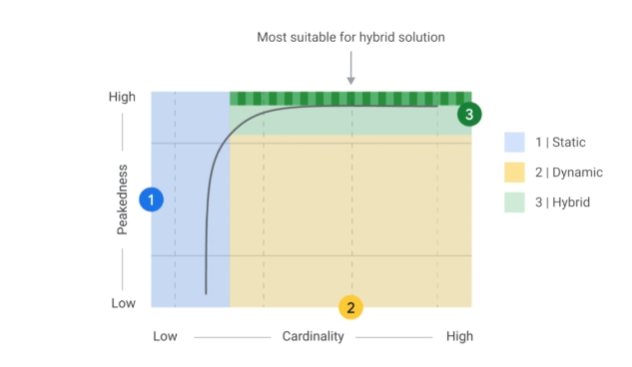 Most suitable for hybrid solution
High
3
1 | Static
2 | Dynamic
3 | Hybrid
Peakedness
1
Low
2
Low
Cardinality
High